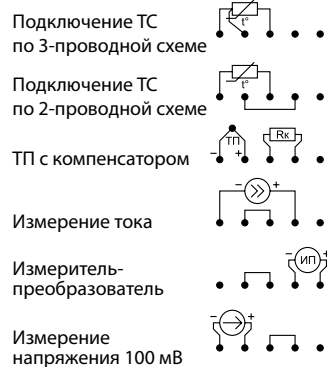 Подключение ТС
по 3-проводной схеме
t°
Подключение ТС
по 2-проводной схеме
t°
ТП с компенсатором
ТП
Rк
− +
Измерение тока
− +
Измеритель-
преобразователь
− ИП +
Измерение
напряжения 100 мВ
− +